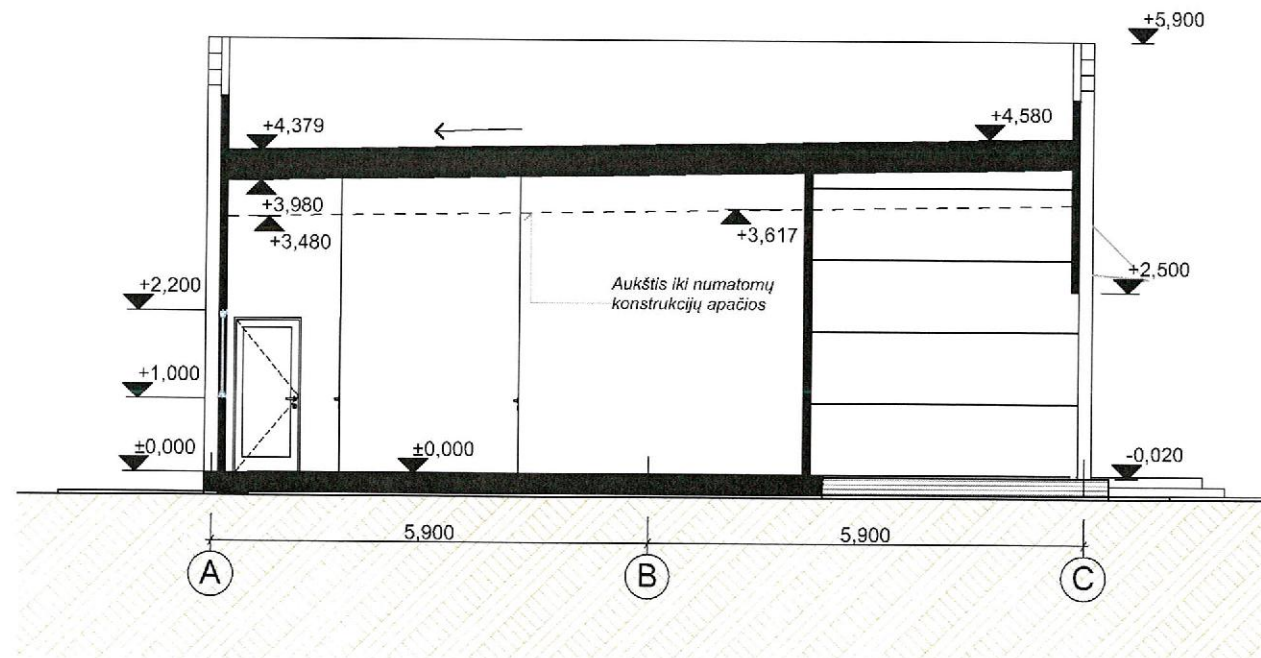 +5,900
+4,379
+4,580
+3,980
+3,480
+3,617
+2,200
+2,500
Aukštis iki numatomų
konstrukcijų apačios
+1,000
±0,000
±0,000
-0,020
5,900
5,900
A
B
C